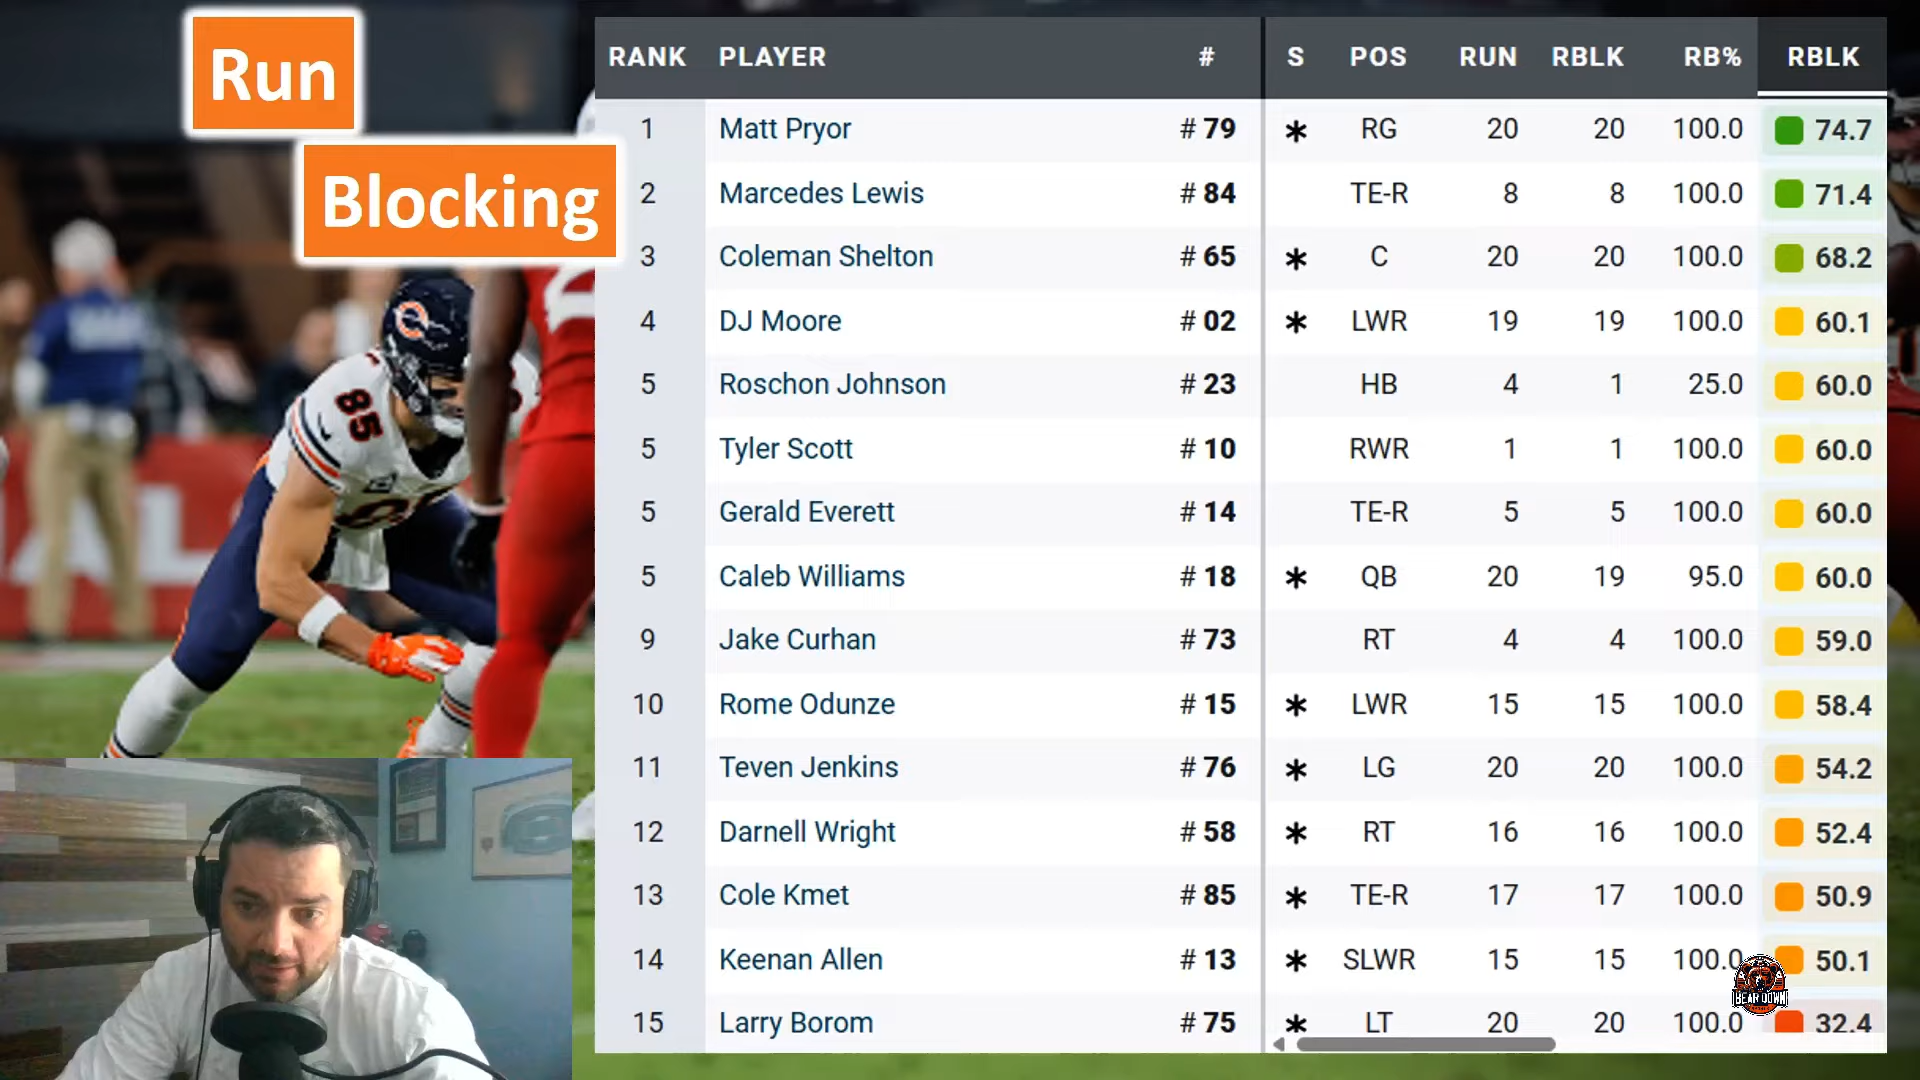 Run
Blocking
RANK PLAYER # S POS RUN RBLK RB% RBLK
1 Matt Pryor # 79 * RG 20 20 100.0 74.7
2 Marcedes Lewis # 84 TE-R 8 8 100.0 71.4
3 Coleman Shelton # 65 * C 20 20 100.0 68.2
4 DJ Moore # 02 * LWR 19 19 100.0 60.1
5 Roschon Johnson # 23 HB 4 1 25.0 60.0
5 Tyler Scott # 10 RWR 1 1 100.0 60.0
5 Gerald Everett # 14 TE-R 5 5 100.0 60.0
5 Caleb Williams # 18 * QB 20 19 95.0 60.0
9 Jake Curhan # 73 RT 4 4 100.0 59.0
10 Rome Odunze # 15 * LWR 15 15 100.0 58.4
11 Teven Jenkins # 76 * LG 20 20 100.0 54.2
12 Darnell Wright # 58 * RT 16 16 100.0 52.4
13 Cole Kmet # 85 * TE-R 17 17 100.0 50.9
14 Keenan Allen # 13 * SLWR 15 15 100.0 50.1
15 Larry Borom # 75 * LT 20 20 100.0 32.4
85
BEAR DOWN